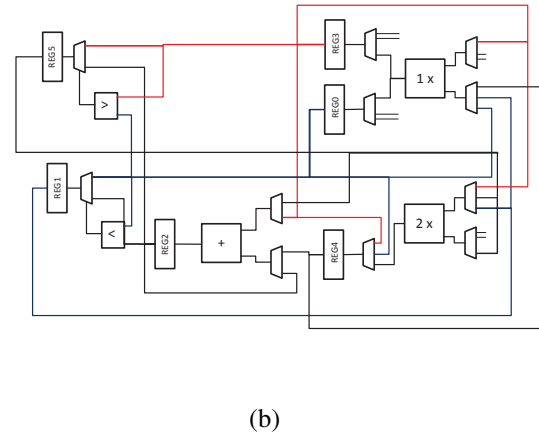 REG5
>
REG3
1 x
REG0
REG1
<
REG2
+
REG4
2 x
(b)